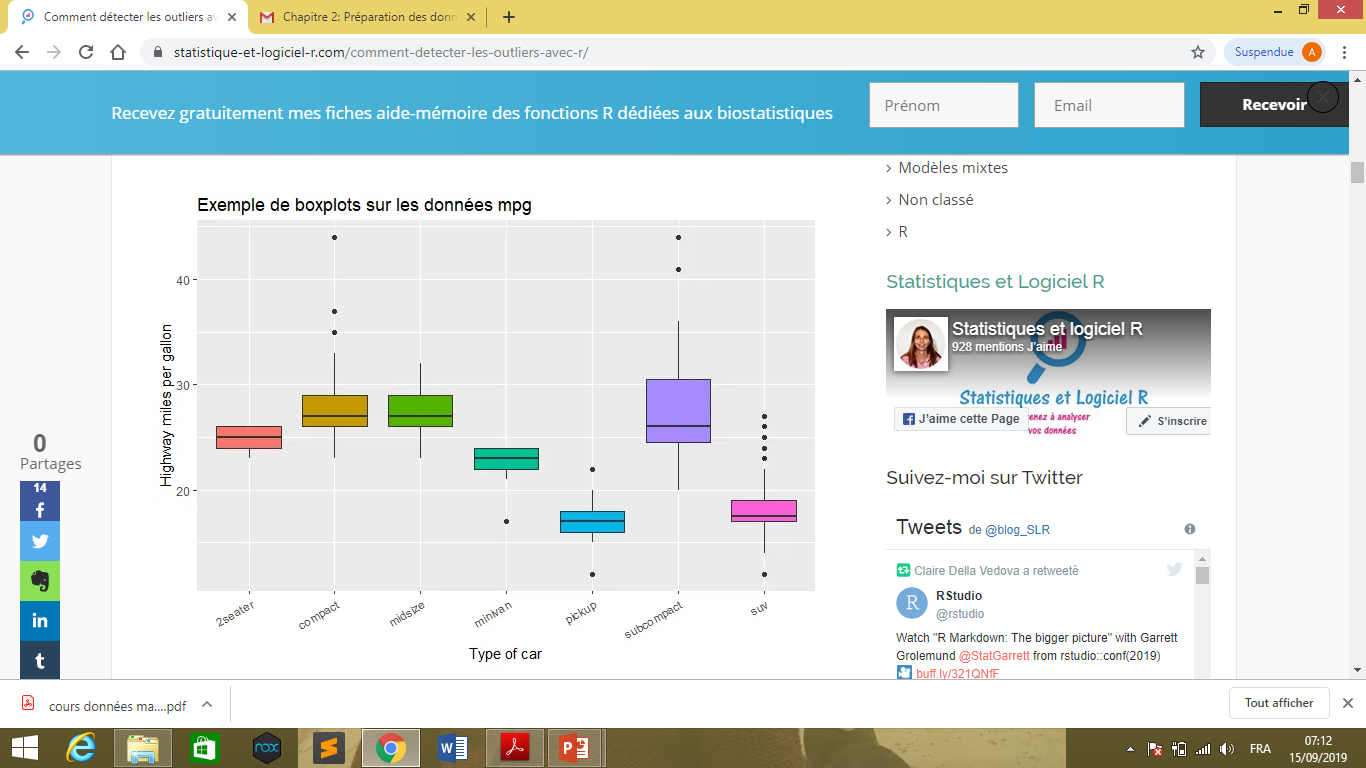 Comment détecter les outliers av
Chapitre 2: Préparation des donn
statistique-et-logiciel-r.com/comment-detecter-les-outliers-avec-r/
Suspendue
A
Recevez gratuitement mes fiches aide-mémoire des fonctions R dédiées aux biostatistiques
Prénom
Email
Recevoir
Exemple de boxplots sur les données mpg
Highway miles per gallon
40
30
20
2seater
compact
midsize
minivan
pickup
subcompact
suv
Type of car
0
Partages
14
Modèles mixtes
Non classé
R
Statistiques et Logiciel R
Statistiques et logiciel R
928 mentions J'aime
Statistiques et Logiciel R
enez à analyser
vos données
J'aime cette Page
S'inscrire
Suivez-moi sur Twitter
Tweets de @blog_SLR
Claire Della Vedova a retweeté
R
RStudio
@rstudio
Watch "R Markdown: The bigger picture" with Garrett
Grolemund @StatGarrett from rstudio::conf(2019)
buff.ly/321QNfF
cours données ma....pdf
Tout afficher
nox
FRA
07:12
15/09/2019